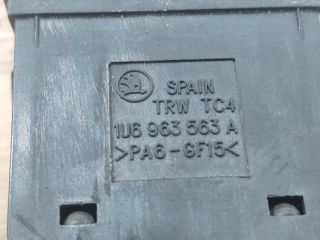 SPAIN
TRW TC4
1U6 963 563 A
>PA6-GF15<